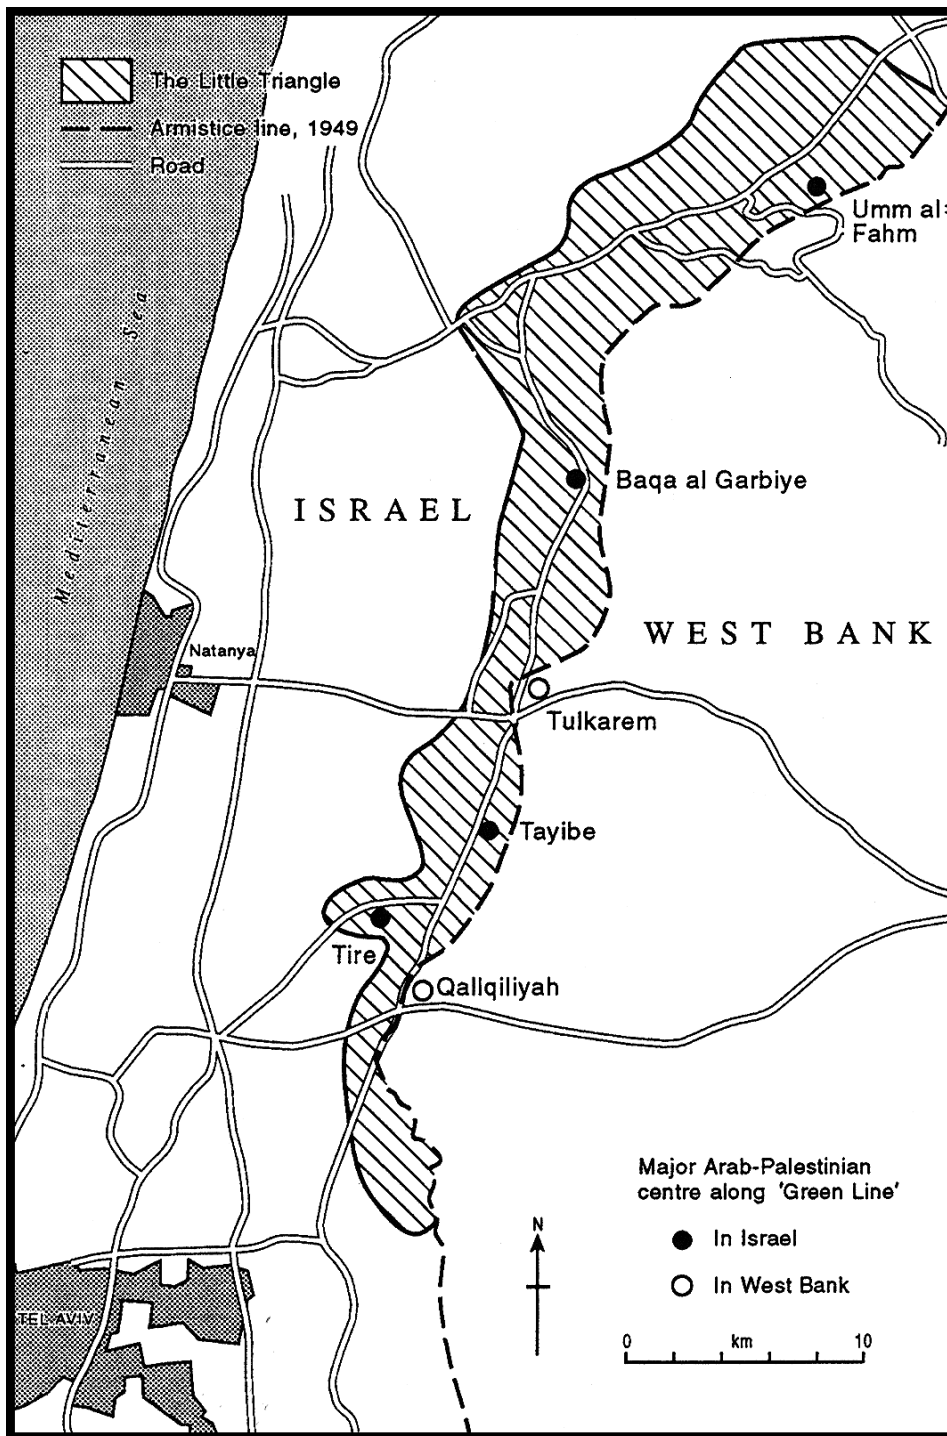 The Little Triangle
Armistice line, 1949
Road
Umm al-
Fahm
Mediterranean Sea
Baqa al Garbiye
ISRAEL
WEST BANK
Natanya
Tulkarem
Tayibe
Tire
Qallqiliyah
Major Arab-Palestinian
centre along 'Green Line'
N
In Israel
In West Bank
TEL AVIV
0 km 10